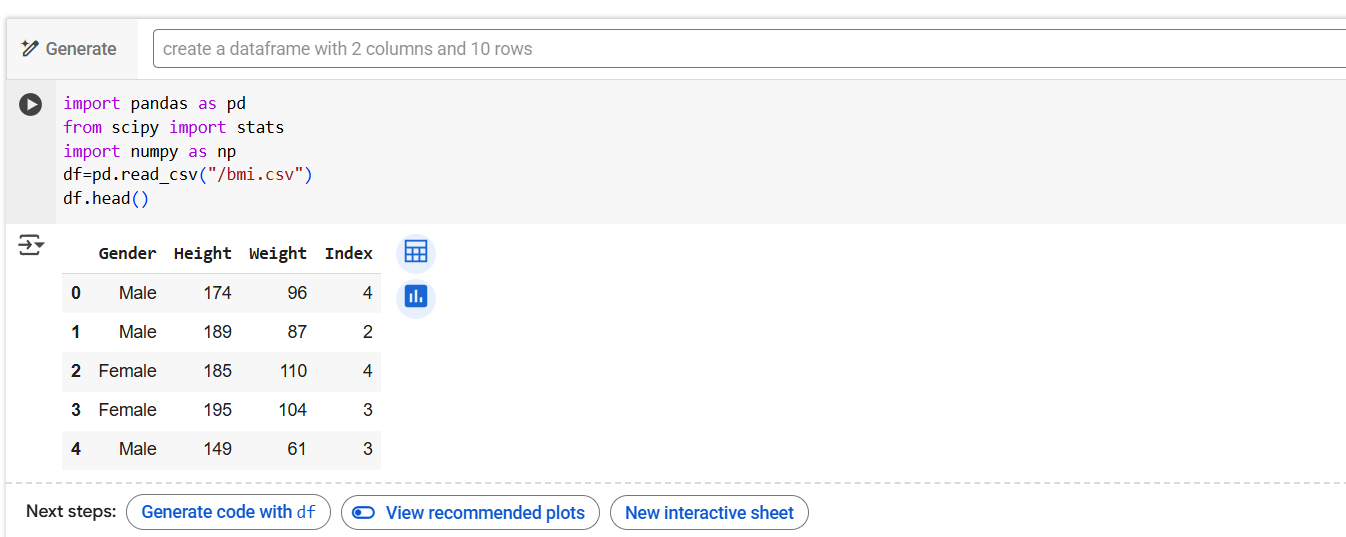 Generate
create a dataframe with 2 columns and 10 rows
import pandas as pd
from scipy import stats
import numpy as np
df=pd.read_csv("/bmi.csv")
df.head()
Gender Height Weight Index
0 Male 174 96 4
1 Male 189 87 2
2 Female 185 110 4
3 Female 195 104 3
4 Male 149 61 3
Next steps: Generate code with df View recommended plots New interactive sheet